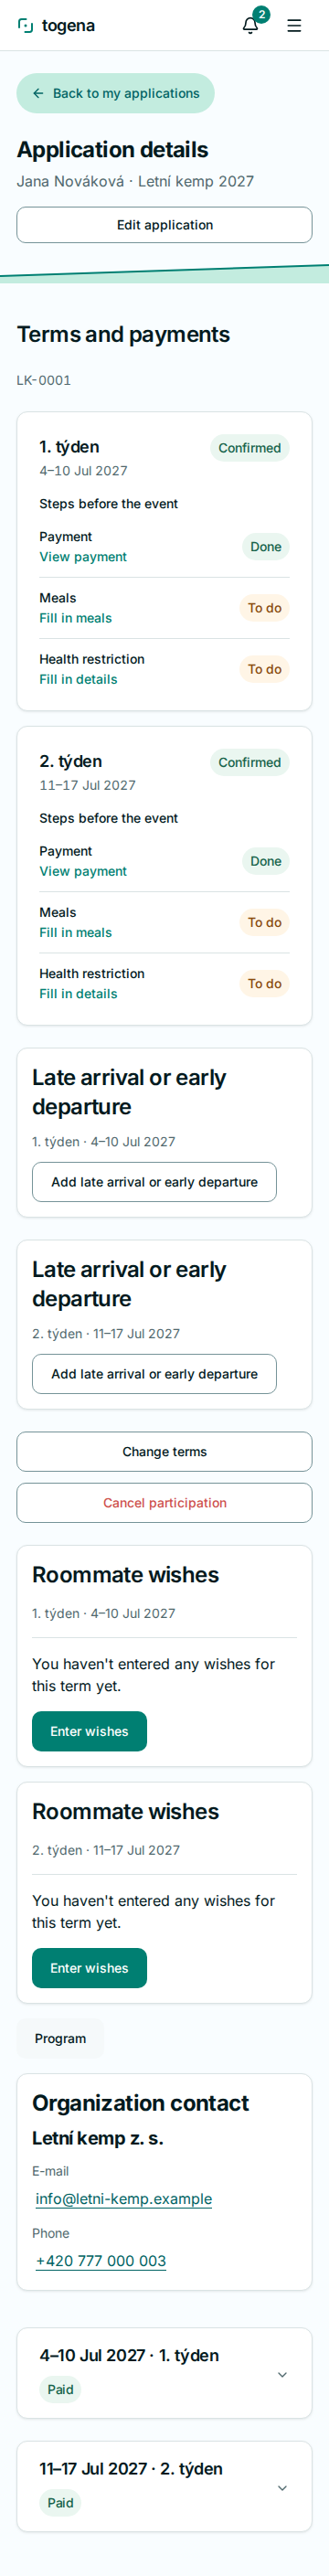 togena
2
Back to my applications
Application details
Jana Nováková · Letní kemp 2027
Edit application
Terms and payments
LK-0001
1. týden
Confirmed
4–10 Jul 2027
Steps before the event
Payment
View payment
Done
Meals
Fill in meals
To do
Health restriction
Fill in details
To do
2. týden
Confirmed
11–17 Jul 2027
Steps before the event
Payment
View payment
Done
Meals
Fill in meals
To do
Health restriction
Fill in details
To do
Late arrival or early
departure
1. týden · 4–10 Jul 2027
Add late arrival or early departure
Late arrival or early
departure
2. týden · 11–17 Jul 2027
Add late arrival or early departure
Change terms
Cancel participation
Roommate wishes
1. týden · 4–10 Jul 2027
You haven't entered any wishes for
this term yet.
Enter wishes
Roommate wishes
2. týden · 11–17 Jul 2027
You haven't entered any wishes for
this term yet.
Enter wishes
Program
Organization contact
Letní kemp z. s.
E-mail
info@letni-kemp.example
Phone
+420 777 000 003
4–10 Jul 2027 · 1. týden
Paid
11–17 Jul 2027 · 2. týden
Paid